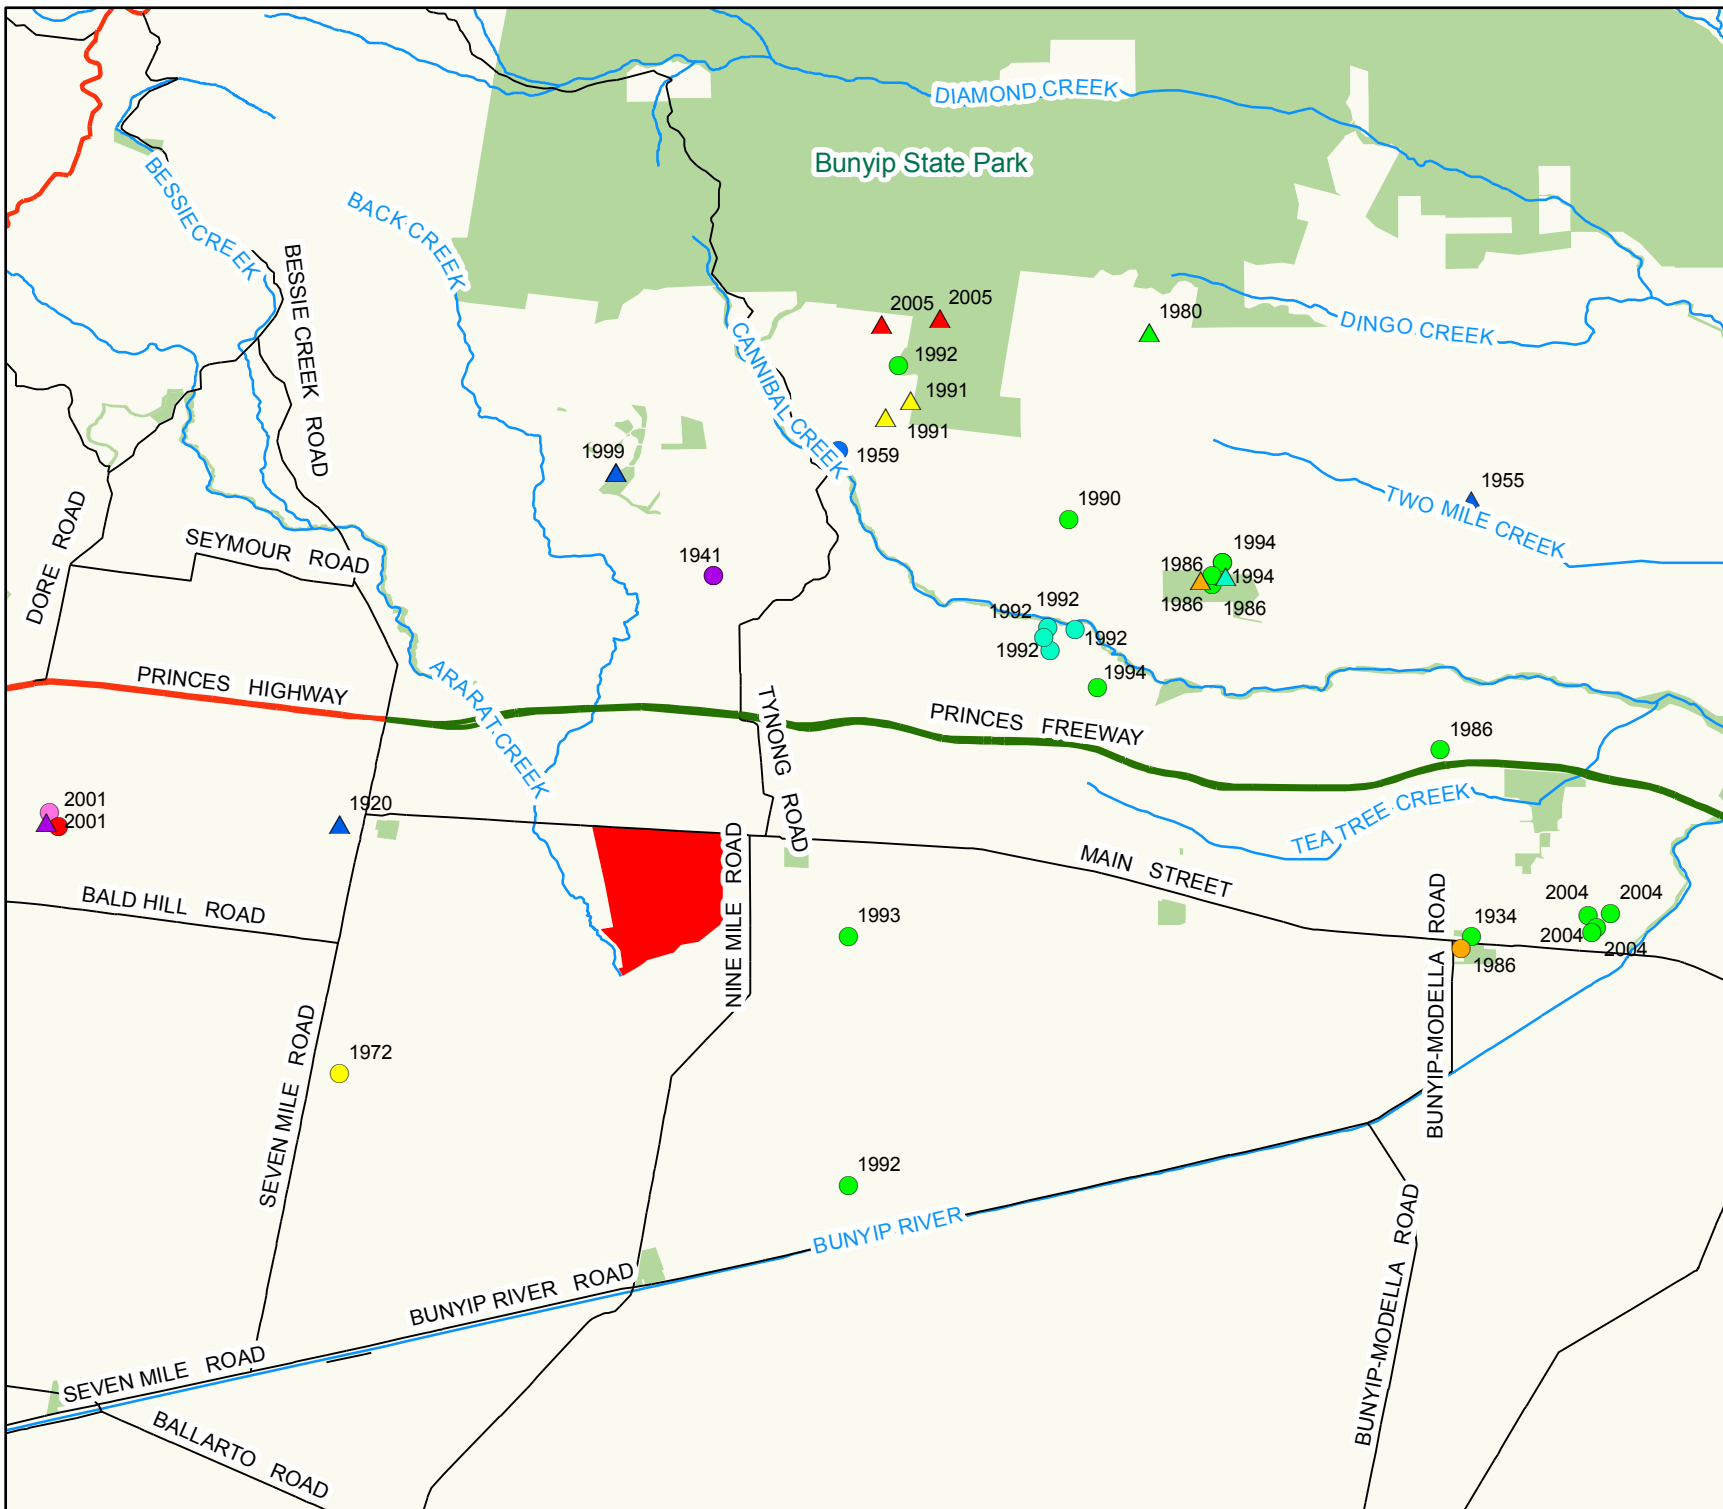 DIAMOND CREEK
Bunyip State Park
BESSIE CREEK
BACK CREEK
BESSIE CREEK ROAD
2005
2005
1980
DINGO CREEK
CANNIBAL CREEK
1992
1991
1991
1999
1959
1955
TWO MILE CREEK
1990
DORE ROAD
SEYMOUR ROAD
1941
1994
1986
1994
1986
1986
1992
1992
1992
1992
1994
PRINCES HIGHWAY
ARARAT CREEK
TYNONG ROAD
PRINCES FREEWAY
1986
2001
2001
1920
TEA TREE CREEK
MAIN STREET
NINE MILE ROAD
BALD HILL ROAD
1993
BUNYIP-MODELLA ROAD
2004
2004
1934
2004
2004
1986
SEVEN MILE ROAD
1972
1992
BUNYIP RIVER
BUNYIP-MODELLA ROAD
BUNYIP RIVER ROAD
SEVEN MILE ROAD
BALLARTO ROAD